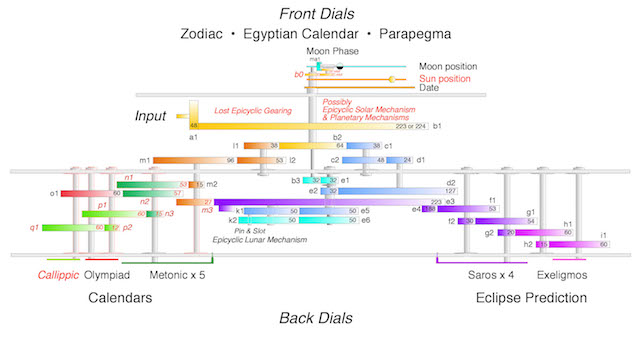 Front Dials
Zodiac • Egyptian Calendar • Parapegma
Moon Phase
ma1
Moon position
b0
Sun position
Date
Input
Lost Epicyclic Gearing
Possibly
Epicyclic Solar Mechanism
& Planetary Mechanisms
48
223 or 224
b1
a1
b2
l1 38 64 38 c1
m1 96 53 l2 c2 48 24 d1
b3 32 32 e1
n1 53 15 m2
e2 32 127 d2
o1 60 57
n2 27 223 e3
m3
p1 60 15 n3
k1 50 50 e5
e4 188 53 f1
k2 50 50 e6
f2 30 54 g1
q1 60 12 p2
Pin & Slot
Epicyclic Lunar Mechanism
g2 20 60 h1
h2 15 60 i1
Callippic Olympiad Metonic x 5
Saros x 4 Exeligmos
Calendars
Eclipse Prediction
Back Dials